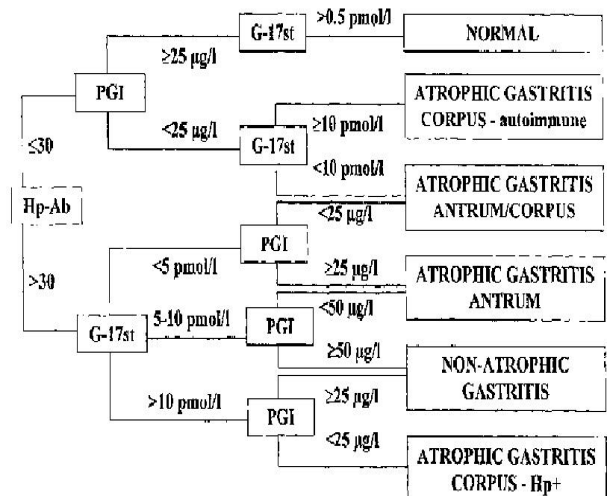 >0.5 pmol/l
G-17st
NORMAL
≥25 µg/l
PGI
ATROPHIC GASTRITIS
CORPUS - autoimmune
≥10 pmol/l
<25 µg/l
G-17st
≤30
<10 pmol/l
ATROPHIC GASTRITIS
ANTRUM/CORPUS
Hp-Ab
<25 µg/l
PGI
<5 pmol/l
≥25 µg/l
ATROPHIC GASTRITIS
ANTRUM
>30
<50 µg/l
5-10 pmol/l
G-17st
PGI
≥50 µg/l
NON-ATROPHIC
GASTRITIS
≥25 µg/l
>10 pmol/l
PGI
<25 µg/l
ATROPHIC GASTRITIS
CORPUS - Hp+